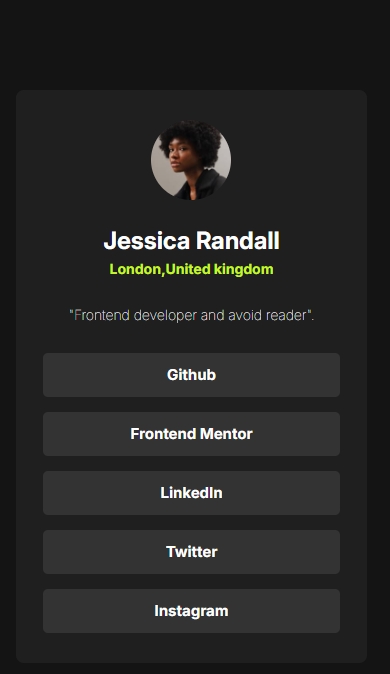 Jessica Randall
London,United kingdom
"Frontend developer and avoid reader".
Github
Frontend Mentor
LinkedIn
Twitter
Instagram